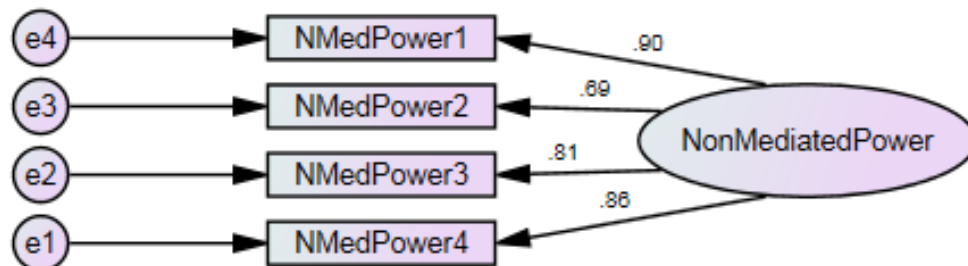 e4
NMedPower1
.90
e3
NMedPower2
.69
NonMediatedPower
e2
NMedPower3
.81
e1
NMedPower4
.86